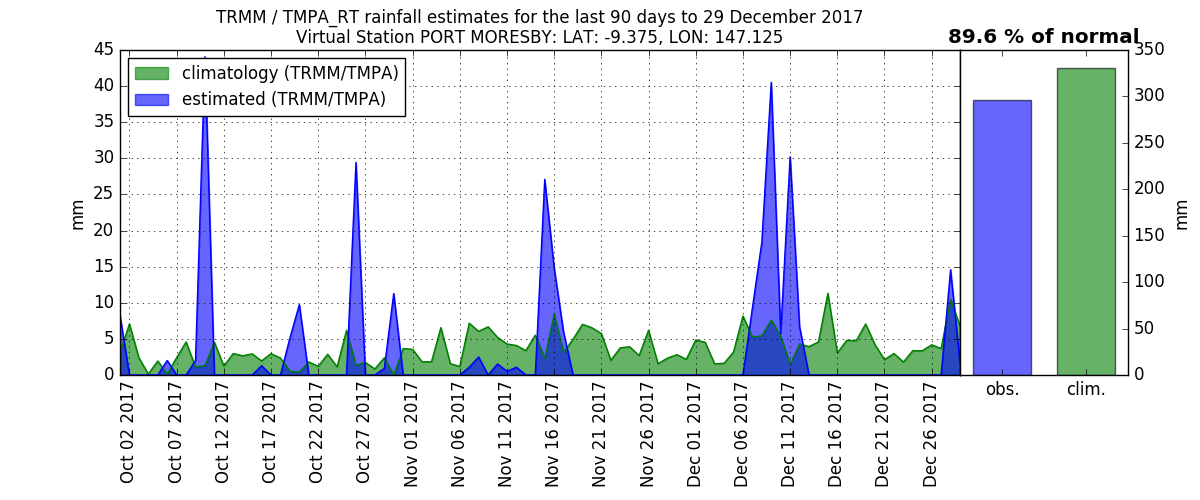 TRMM / TMPA_RT rainfall estimates for the last 90 days to 29 December 2017
Virtual Station PORT MORESBY: LAT: -9.375, LON: 147.125
89.6 % of normal
climatology (TRMM/TMPA)
estimated (TRMM/TMPA)
mm
45
40
35
30
25
20
15
10
5
0
Oct 02 2017
Oct 07 2017
Oct 12 2017
Oct 17 2017
Oct 22 2017
Oct 27 2017
Nov 01 2017
Nov 06 2017
Nov 11 2017
Nov 16 2017
Nov 21 2017
Nov 26 2017
Dec 01 2017
Dec 06 2017
Dec 11 2017
Dec 16 2017
Dec 21 2017
Dec 26 2017
obs.
clim.
350
300
250
200
150
100
50
0
mm